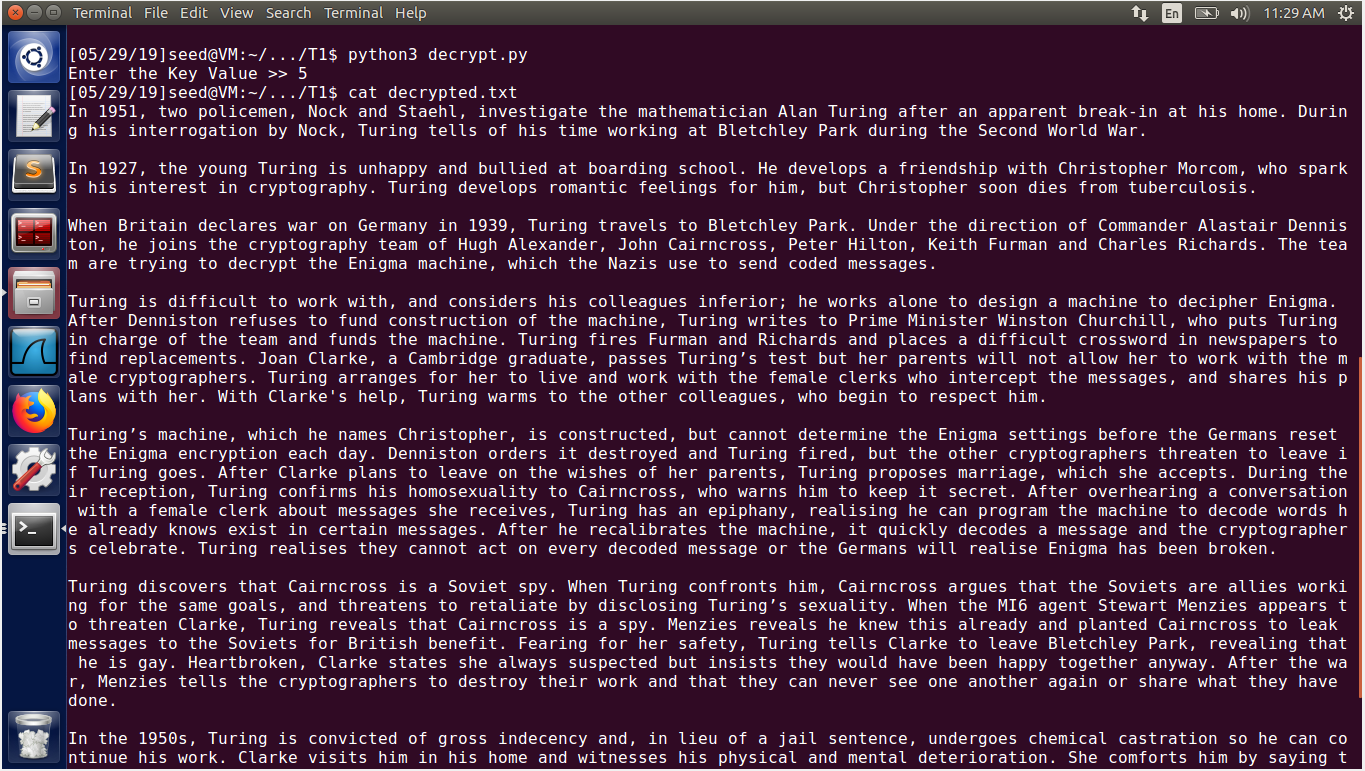 Terminal File Edit View Search Terminal Help En 11:29 AM
[05/29/19]seed@VM:~/.../T1$ python3 decrypt.py
Enter the Key Value >> 5
[05/29/19]seed@VM:~/.../T1$ cat decrypted.txt
In 1951, two policemen, Nock and Staehl, investigate the mathematician Alan Turing after an apparent break-in at his home. Durin
g his interrogation by Nock, Turing tells of his time working at Bletchley Park during the Second World War.
In 1927, the young Turing is unhappy and bullied at boarding school. He develops a friendship with Christopher Morcom, who spark
s his interest in cryptography. Turing develops romantic feelings for him, but Christopher soon dies from tuberculosis.
When Britain declares war on Germany in 1939, Turing travels to Bletchley Park. Under the direction of Commander Alastair Dennis
ton, he joins the cryptography team of Hugh Alexander, John Cairncross, Peter Hilton, Keith Furman and Charles Richards. The tea
m are trying to decrypt the Enigma machine, which the Nazis use to send coded messages.
Turing is difficult to work with, and considers his colleagues inferior; he works alone to design a machine to decipher Enigma.
After Denniston refuses to fund construction of the machine, Turing writes to Prime Minister Winston Churchill, who puts Turing
in charge of the team and funds the machine. Turing fires Furman and Richards and places a difficult crossword in newspapers to
find replacements. Joan Clarke, a Cambridge graduate, passes Turing’s test but her parents will not allow her to work with the m
ale cryptographers. Turing arranges for her to live and work with the female clerks who intercept the messages, and shares his p
lans with her. With Clarke's help, Turing warms to the other colleagues, who begin to respect him.
Turing’s machine, which he names Christopher, is constructed, but cannot determine the Enigma settings before the Germans reset
the Enigma encryption each day. Denniston orders it destroyed and Turing fired, but the other cryptographers threaten to leave i
f Turing goes. After Clarke plans to leave on the wishes of her parents, Turing proposes marriage, which she accepts. During the
ir reception, Turing confirms his homosexuality to Cairncross, who warns him to keep it secret. After overhearing a conversation
with a female clerk about messages she receives, Turing has an epiphany, realising he can program the machine to decode words h
e already knows exist in certain messages. After he recalibrates the machine, it quickly decodes a message and the cryptographer
s celebrate. Turing realises they cannot act on every decoded message or the Germans will realise Enigma has been broken.
Turing discovers that Cairncross is a Soviet spy. When Turing confronts him, Cairncross argues that the Soviets are allies worki
ng for the same goals, and threatens to retaliate by disclosing Turing’s sexuality. When the MI6 agent Stewart Menzies appears t
o threaten Clarke, Turing reveals that Cairncross is a spy. Menzies reveals he knew this already and planted Cairncross to leak
messages to the Soviets for British benefit. Fearing for her safety, Turing tells Clarke to leave Bletchley Park, revealing that
he is gay. Heartbroken, Clarke states she always suspected but insists they would have been happy together anyway. After the wa
r, Menzies tells the cryptographers to destroy their work and that they can never see one another again or share what they have
done.
In the 1950s, Turing is convicted of gross indecency and, in lieu of a jail sentence, undergoes chemical castration so he can co
ntinue his work. Clarke visits him in his home and witnesses his physical and mental deterioration. She comforts him by saying t